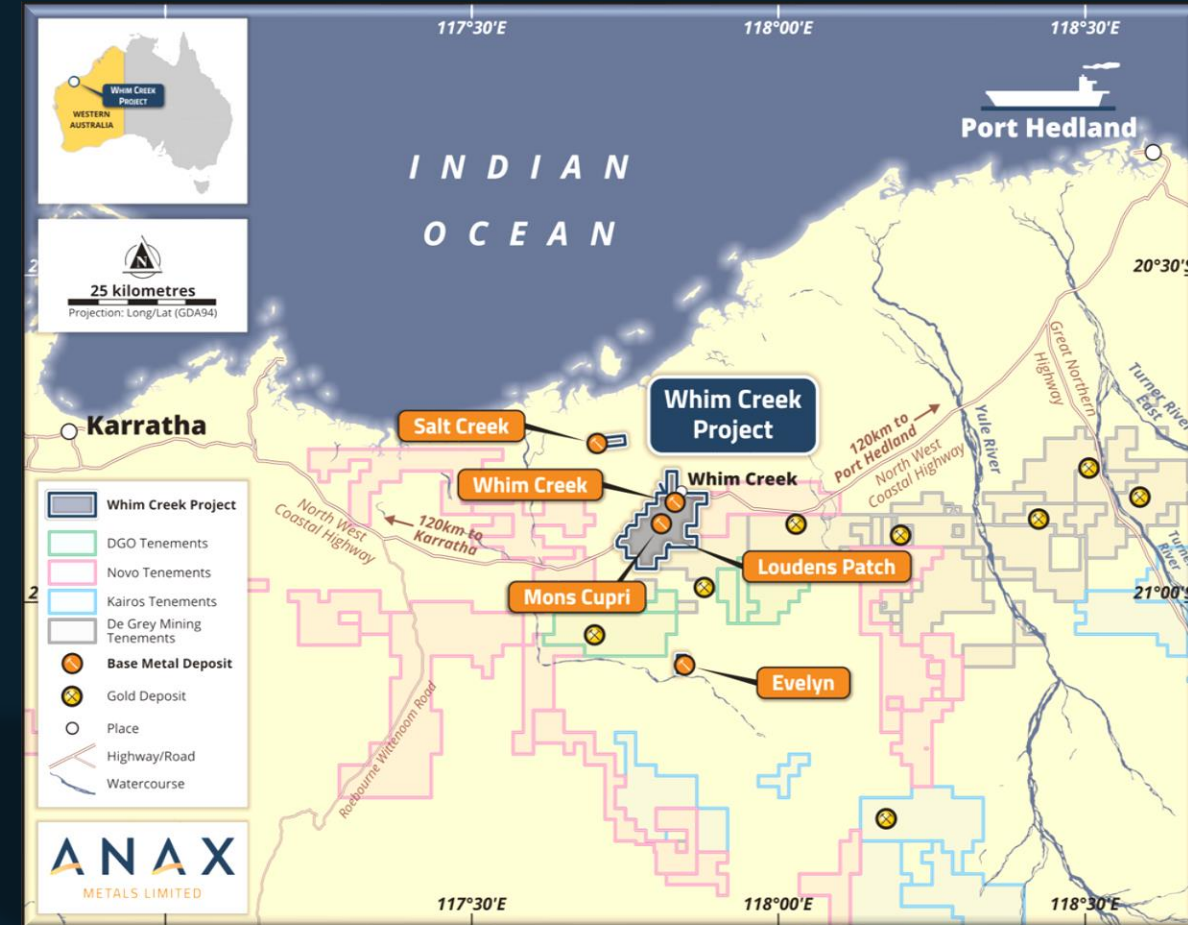 117°30'E
118°00'E
118°30'E
WHIM CREEK
PROJECT
WESTERN
AUSTRALIA
Port Hedland
INDIAN
OCEAN
N
25 kilometres
Projection: Long/Lat (GDA94)
20°30'S
Great Northern
Highway
Turner River
East
Karratha
Salt Creek
Whim Creek
Project
120km to
Port Hedland
North West
Coastal Highway
Yule River
Whim Creek
Whim Creek
North West
Coastal Highway
120km to
Karratha
Loudens Patch
Mons Cupri
Turner
River
21°00'S
Evelyn
Roebourne Wittenoom Road
Whim Creek Project
DGO Tenements
Novo Tenements
Kairos Tenements
De Grey Mining
Tenements
Base Metal Deposit
Gold Deposit
Place
Highway/Road
Watercourse
ANAX
METALS LIMITED
117°30'E
118°00'E
118°30'E